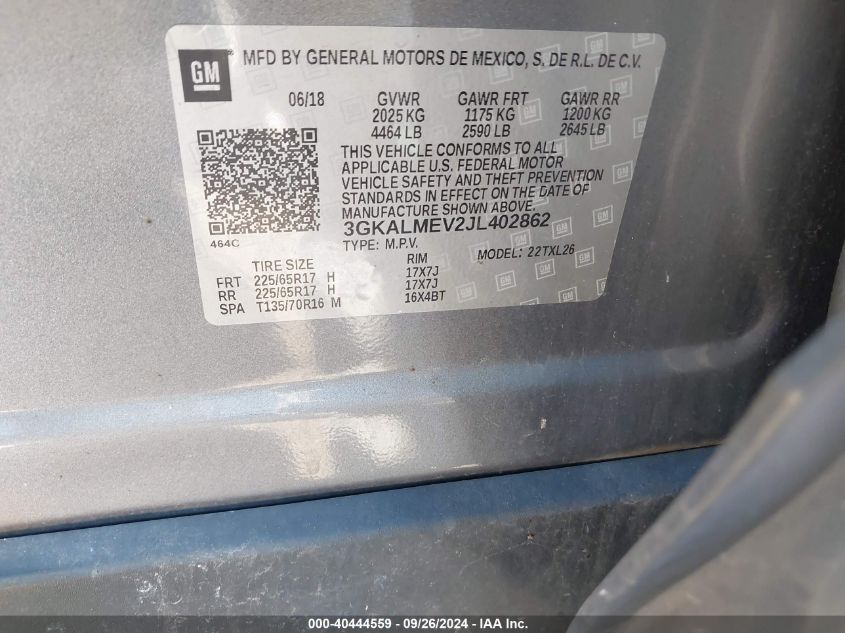 GM
MFD BY GENERAL MOTORS DE MEXICO, S. DE R.L. DE C.V.
06/18 GVWR GAWR FRT GAWR RR
2025 KG 1175 KG 1200 KG
4464 LB 2590 LB 2645 LB
THIS VEHICLE CONFORMS TO ALL
APPLICABLE U.S. FEDERAL MOTOR
VEHICLE SAFETY AND THEFT PREVENTION
STANDARDS IN EFFECT ON THE DATE OF
MANUFACTURE SHOWN ABOVE.
3GKALMEV2JL402862
464C
TYPE: M.P.V. MODEL: 22TXL26
TIRE SIZE RIM
FRT 225/65R17 H 17X7J
RR 225/65R17 H 17X7J
SPA T135/70R16 M 16X4BT
000-40444559 - 09/26/2024 - IAA Inc.